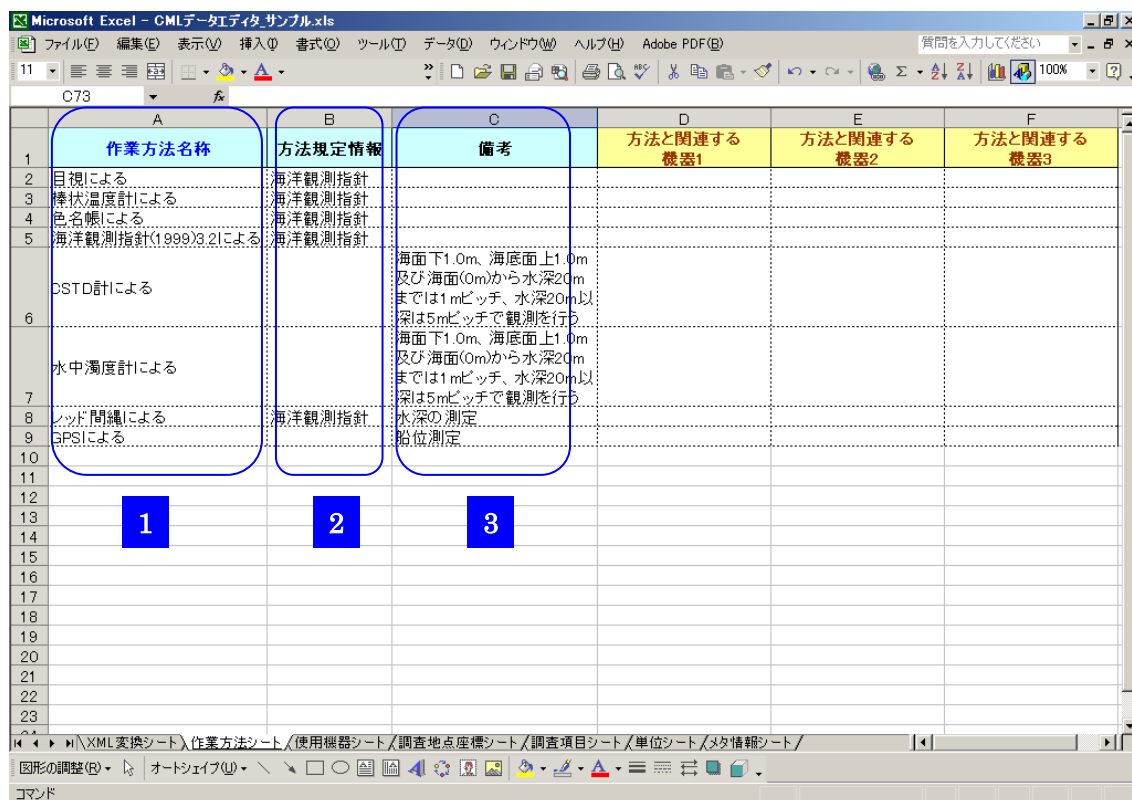 Microsoft Excel - CMLデータエディタ_サンプル.xls
ファイル(F) 編集(E) 表示(V) 挿入(I) 書式(O) ツール(T) データ(D) ウィンドウ(W) ヘルプ(H) Adobe PDF(B) 質問を入力してください
11 100%
C73 fx
A B C D E F
1 作業方法名称 方法規定情報 備考 方法と関連する 方法と関連する 方法と関連する
機器1 機器2 機器3
2 目視による 海洋観測指針
3 棒状温度計による 海洋観測指針
4 色名帳による 海洋観測指針
5 海洋観測指針(1999)3.2による 海洋観測指針
海面下1.0m、海底面上1.0m
及び海面(0m)から水深20m
CSTD計による
までは1mピッチ、水深20m以
6 深は5mピッチで観測を行う
海面下1.0m、海底面上1.0m
及び海面(0m)から水深20m
水中濁度計による
までは1mピッチ、水深20m以
7 深は5mピッチで観測を行う
8 レッド間縄による 海洋観測指針 水深の測定
9 GPSによる 船位測定
10
11
12
13
14
1 2 3
15
16
17
18
19
20
21
22
23
XML変換シート 作業方法シート 使用機器シート 調査地点座標シート 調査項目シート 単位シート メタ情報シート
図形の調整(R) オートシェイプ(U)
コマンド